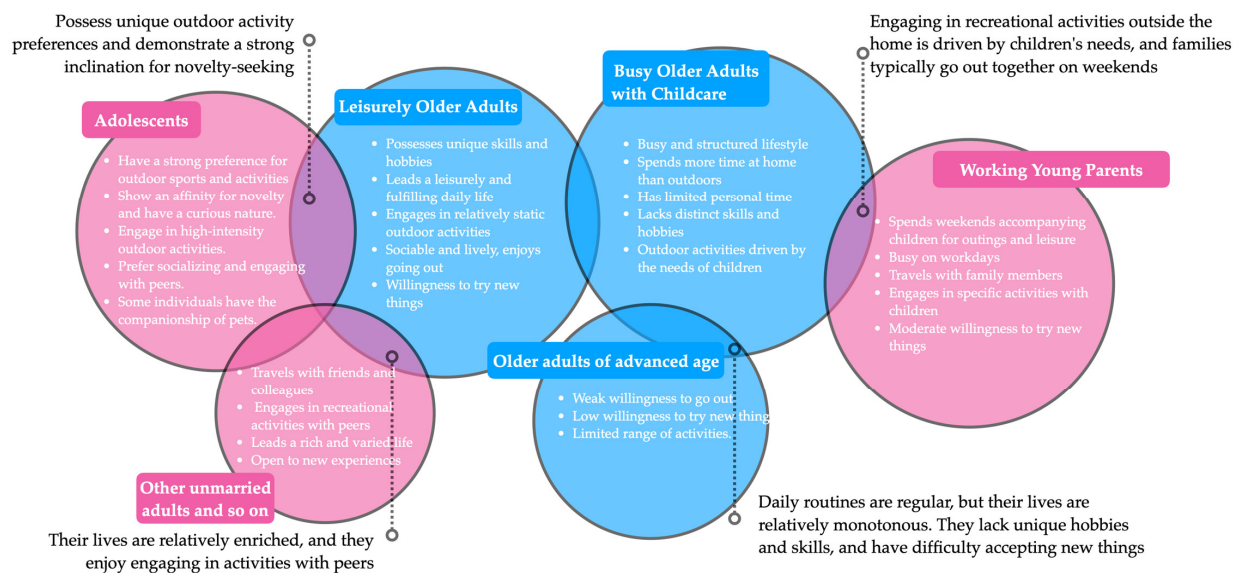 Possess unique outdoor activity
preferences and demonstrate a strong
inclination for novelty-seeking
Engaging in recreational activities outside the
home is driven by children's needs, and families
typically go out together on weekends
Adolescents
• Have a strong preference for
outdoor sports and activities
• Show an affinity for novelty
and have a curious nature.
• Engage in high-intensity
outdoor activities.
• Prefer socializing and engaging
with peers.
• Some individuals have the
companionship of pets.
Leisurely Older Adults
• Possesses unique skills and
hobbies
• Leads a leisurely and
fulfilling daily life
• Engages in relatively static
outdoor activities
• Sociable and lively, enjoys
going out
• Willingness to try new
things
Busy Older Adults
with Childcare
• Busy and structured lifestyle
• Spends more time at home
than outdoors
• Has limited personal time
• Lacks distinct skills and
hobbies
• Outdoor activities driven by
the needs of children
Working Young Parents
• Spends weekends accompanying
children for outings and leisure
• Busy on workdays
• Travels with family members
• Engages in specific activities with
children
• Moderate willingness to try new
things
• Travels with friends and
colleagues
• Engages in recreational
activities with peers
• Leads a rich and varied life
• Open to new experiences
Other unmarried
adults and so on
Older adults of advanced age
• Weak willingness to go out
• Low willingness to try new thing
• Limited range of activities.
Their lives are relatively enriched, and they
enjoy engaging in activities with peers
Daily routines are regular, but their lives are
relatively monotonous. They lack unique hobbies
and skills, and have difficulty accepting new things